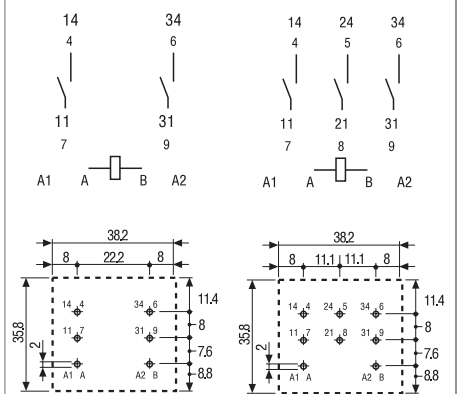 14 34
4 6
11 31
7 9
A1 A B A2
14 24 34
4 5 6
11 21 31
7 8 9
A1 A B A2
38.2
8 22.2 8
35.8
2
14 4 34 6
11 7 31 9
A1 A A2 B
11.4
8
7.6
8.8
38.2
8 11.1 11.1 8
35.8
2
14 4 24 5 34 6
11 7 21 8 31 9
A1 A A2 B
11.4
8
7.6
8.8